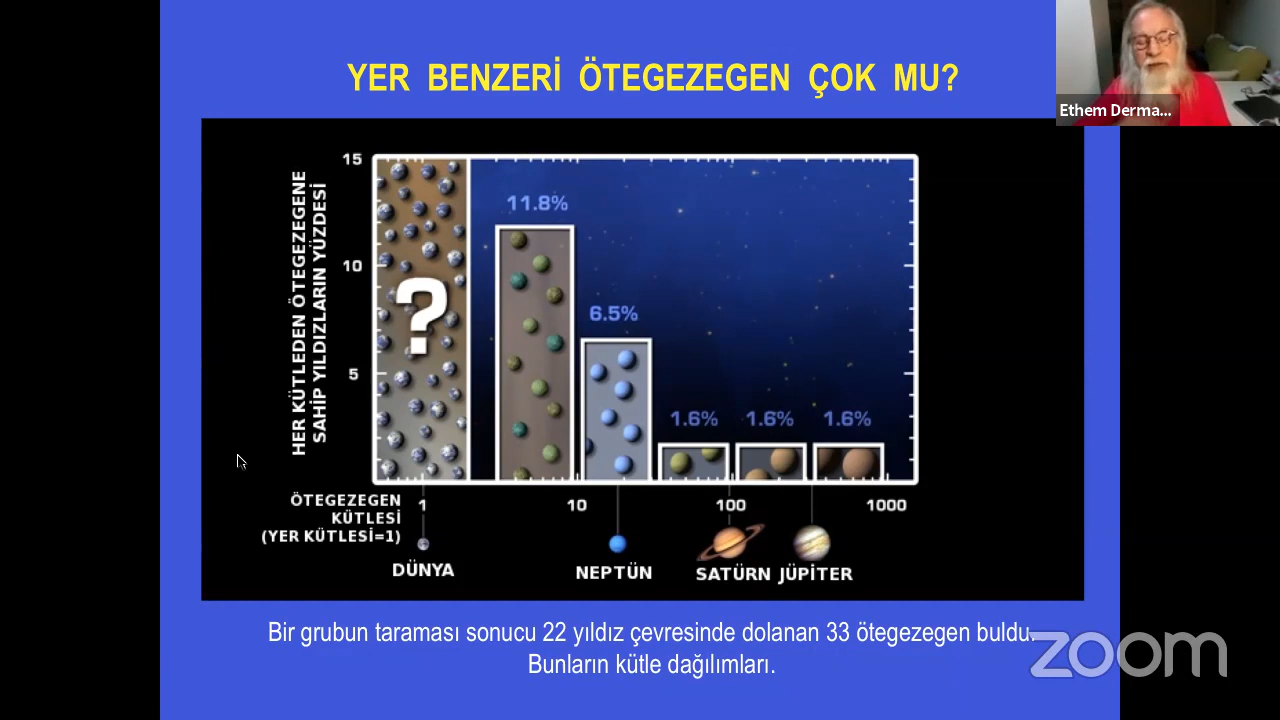 YER BENZERİ ÖTEGEZEGEN ÇOK MU?
Ethem Derma...
HER KÜTLEDEN ÖTEGEZEGENE
SAHİP YILDIZLARIN YÜZDESİ
15
10
5
?
11.8%
6.5%
1.6%
1.6%
1.6%
ÖTEGEZEGEN
KÜTLESİ
(YER KÜTLESİ=1)
1
10
100
1000
DÜNYA
NEPTÜN
SATÜRN
JÜPİTER
Bir grubun taraması sonucu 22 yıldız çevresinde dolanan 33 ötegezegen buldu.
Bunların kütle dağılımları.
zoom